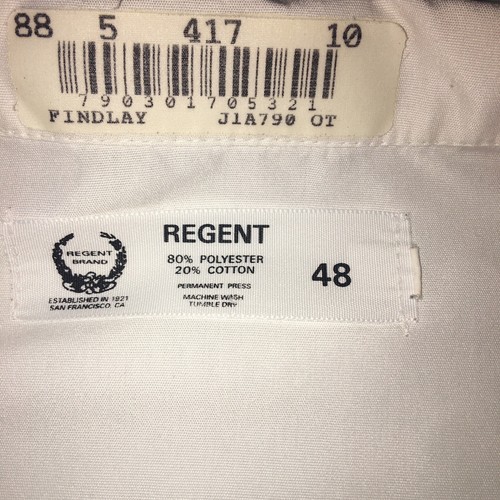 88 5 417 10
790301705321
FINDLAY J1A790 OT
REGENT
BRAND
ESTABLISHED IN 1921
SAN FRANCISCO, CA
REGENT
80% POLYESTER
20% COTTON
PERMANENT PRESS
MACHINE WASH
TUMBLE DRY
48